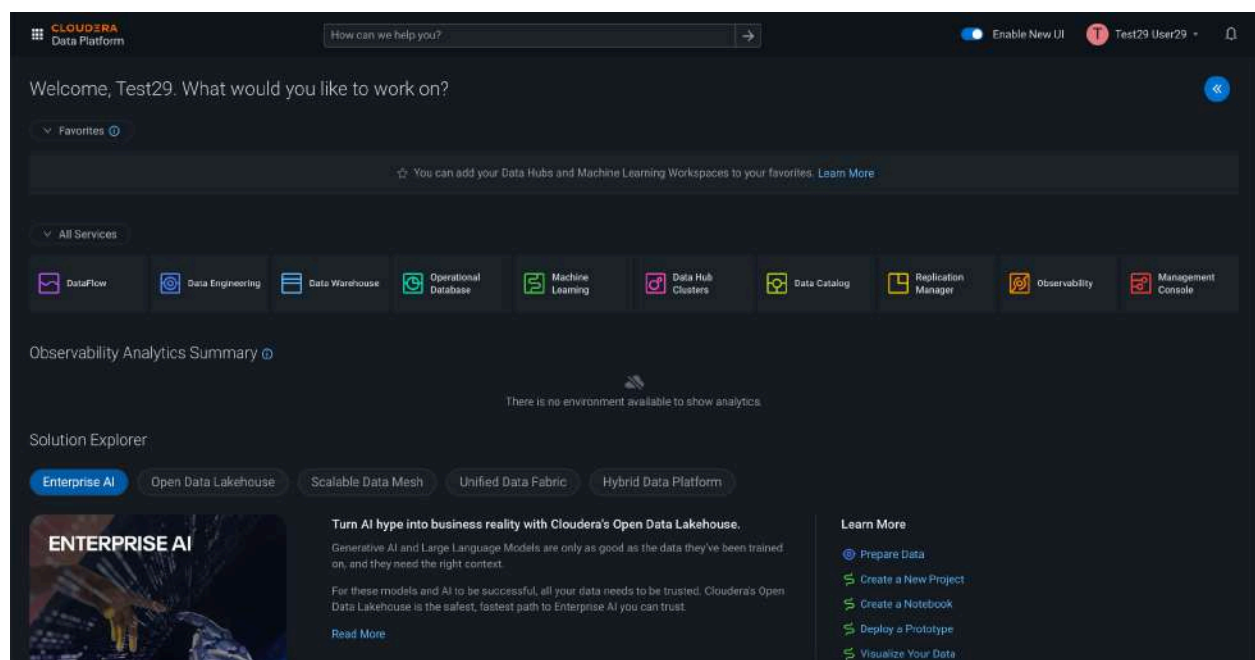 CLOUDERA
Data Platform
How can we help you?
Enable New UI
T
Test29 User29
Welcome, Test29. What would you like to work on?
Favorites
You can add your Data Hubs and Machine Learning Workspaces to your favorites. Learn More
All Services
DataFlow
Data Engineering
Data Warehouse
Operational
Database
Machine
Learning
Data Hub
Clusters
Data Catalog
Replication
Manager
Observability
Management
Console
Observability Analytics Summary
There is no environment available to show analytics.
Solution Explorer
Enterprise AI
Open Data Lakehouse
Scalable Data Mesh
Unified Data Fabric
Hybrid Data Platform
ENTERPRISE AI
Turn AI hype into business reality with Cloudera's Open Data Lakehouse.
Generative AI and Large Language Models are only as good as the data they've been trained
on, and they need the right context.
For these models and AI to be successful, all your data needs to be trusted. Cloudera's Open
Data Lakehouse is the safest, fastest path to Enterprise AI you can trust.
Read More
Learn More
Prepare Data
Create a New Project
Create a Notebook
Deploy a Prototype
Visualize Your Data